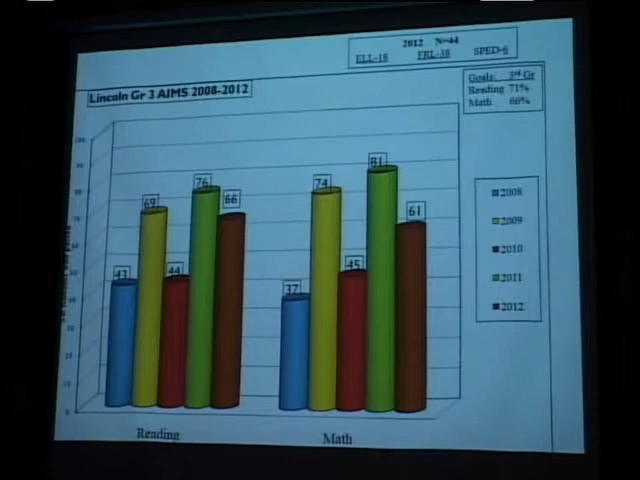 2012 N=44
ELL-18 FRL-38 SPED-6
Lincoln Gr 3 AIMS 2008-2012
Goals: 3rd Gr
Reading 71%
Math 66%
43 69 44 76 66
37 74 45 81 61
2008
2009
2010
2011
2012
Reading Math